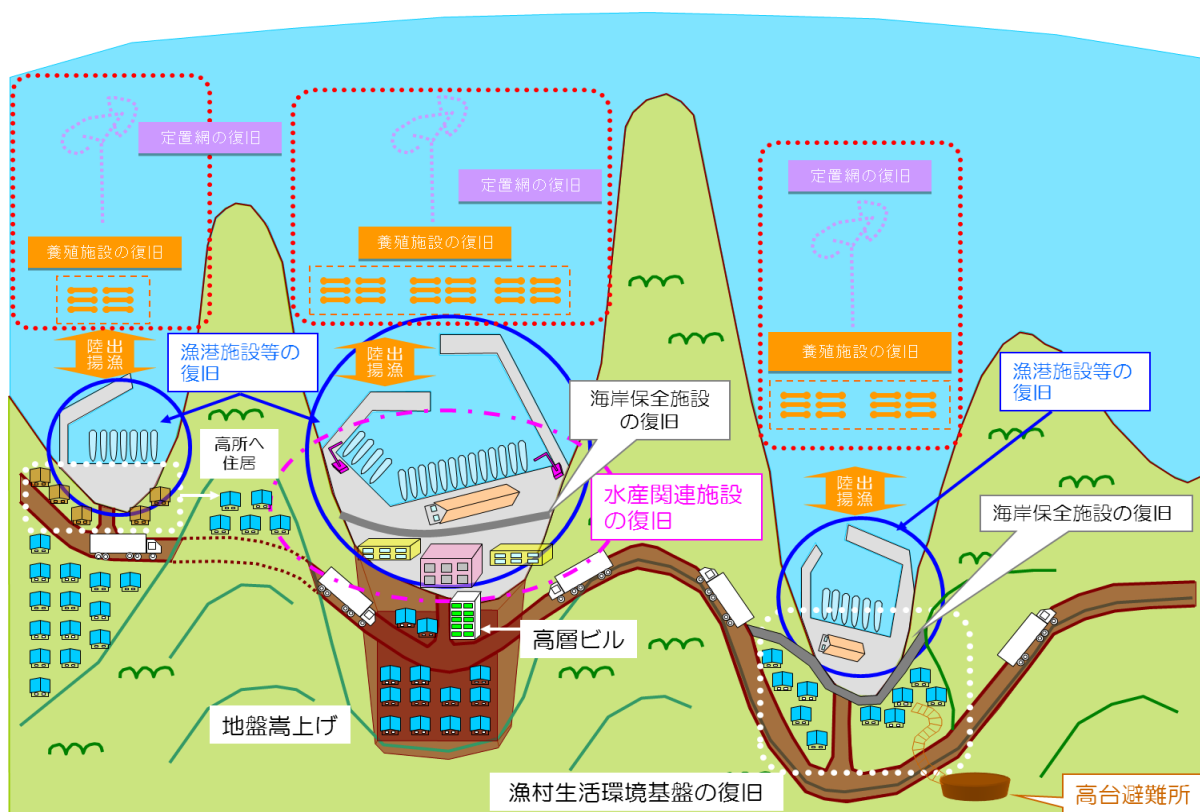 定置網の復旧
定置網の復旧
定置網の復旧
養殖施設の復旧
養殖施設の復旧
養殖施設の復旧
陸揚
出漁
漁港施設等の
復旧
陸揚
出漁
海岸保全施設
の復旧
漁港施設等の
復旧
高所へ
住居
陸揚
出漁
水産関連施設
の復旧
海岸保全施設の復旧
高層ビル
地盤嵩上げ
漁村生活環境基盤の復旧
高台避難所